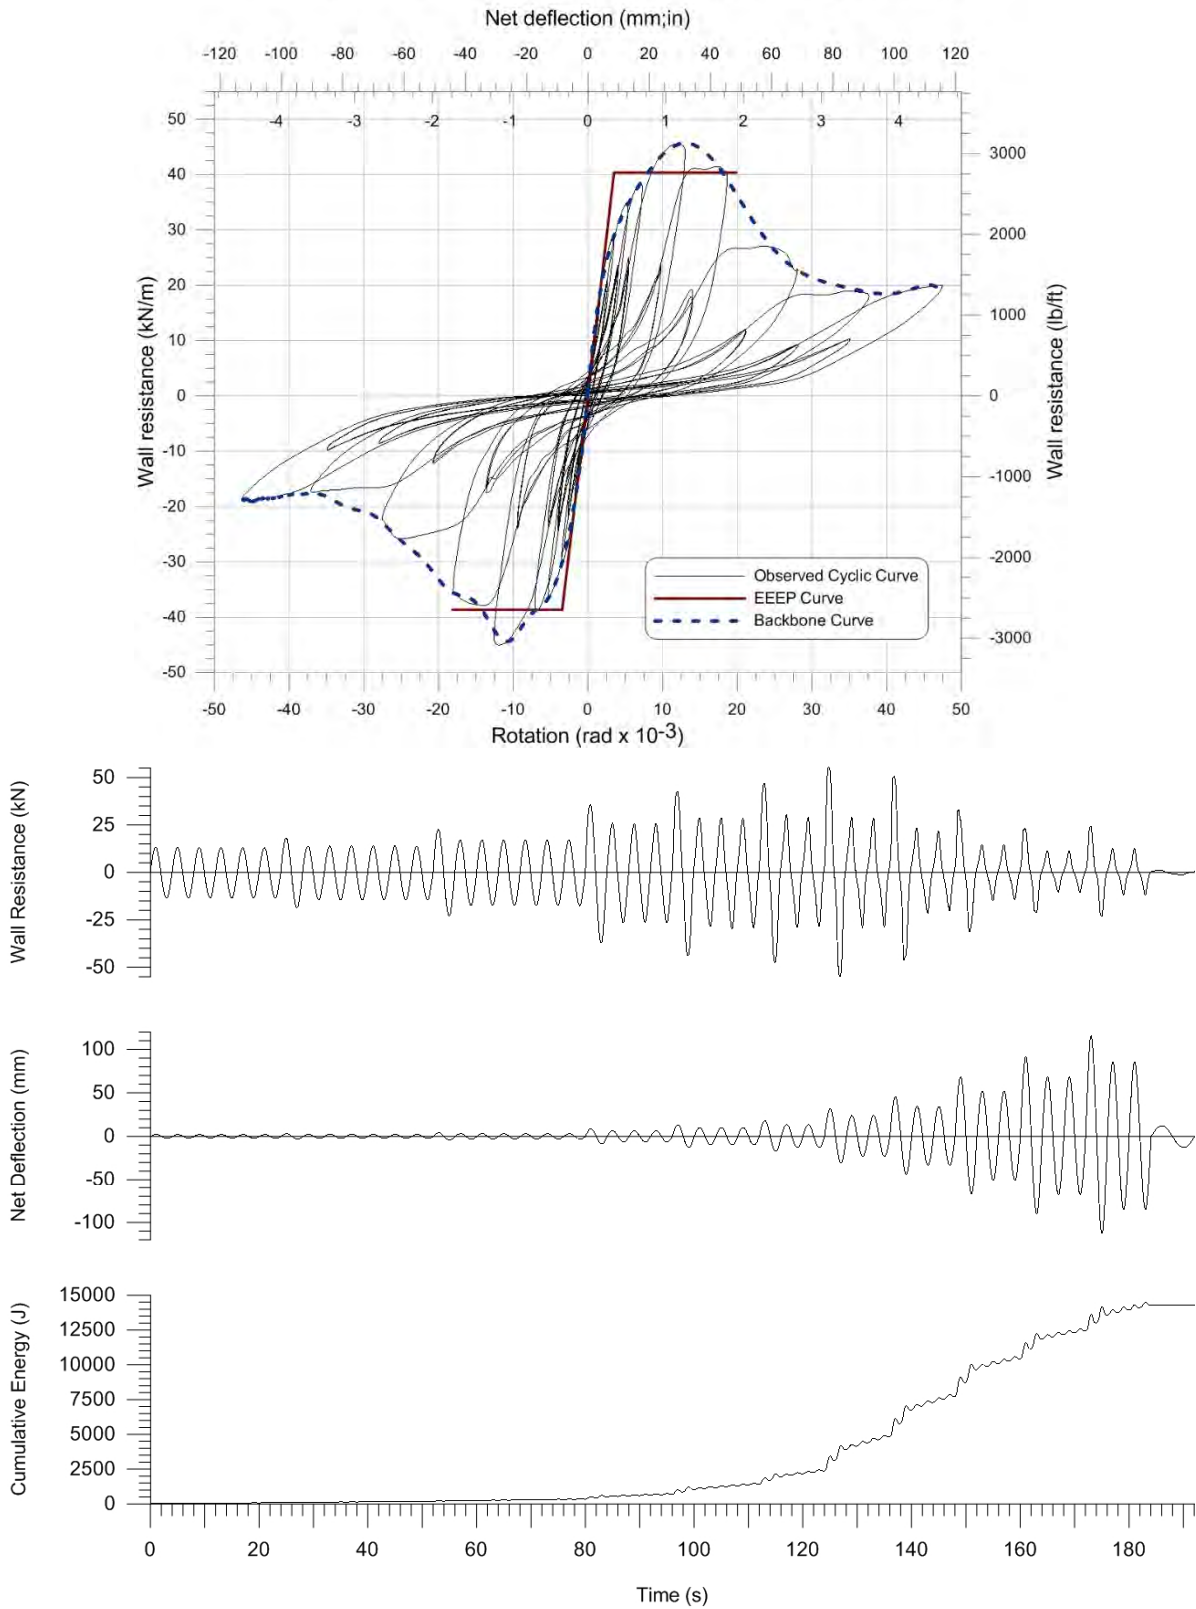 Net deflection (mm;in)
-120 -100 -80 -60 -40 -20 0 20 40 60 80 100 120
-4 -3 -2 -1 0 1 2 3 4
50
40
30
20
10
0
-10
-20
-30
-40
-50
Wall resistance (kN/m)
3000
2000
1000
0
-1000
-2000
-3000
Wall resistance (lb/ft)
Observed Cyclic Curve
EEEP Curve
Backbone Curve
-50 -40 -30 -20 -10 0 10 20 30 40 50
Rotation (rad x 10-3)
Wall Resistance (kN)
50
25
0
-25
-50
Net Deflection (mm)
100
50
0
-50
-100
Cumulative Energy (J)
15000
12500
10000
7500
5000
2500
0
0 20 40 60 80 100 120 140 160 180
Time (s)